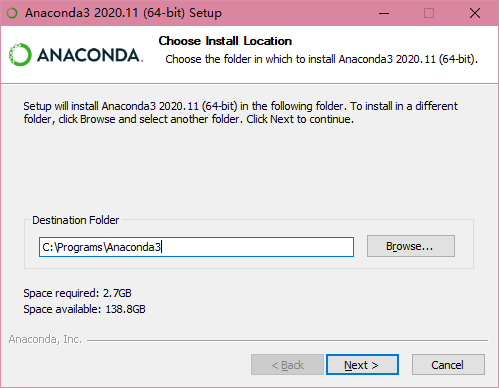 Anaconda3 2020.11 (64-bit) Setup
ANACONDA.
Choose Install Location
Choose the folder in which to install Anaconda3 2020.11 (64-bit).
Setup will install Anaconda3 2020.11 (64-bit) in the following folder. To install in a different
folder, click Browse and select another folder. Click Next to continue.
Destination Folder
C:\Programs\Anaconda3
Browse...
Space required: 2.7GB
Space available: 138.8GB
Anaconda, Inc.
< Back
Next >
Cancel